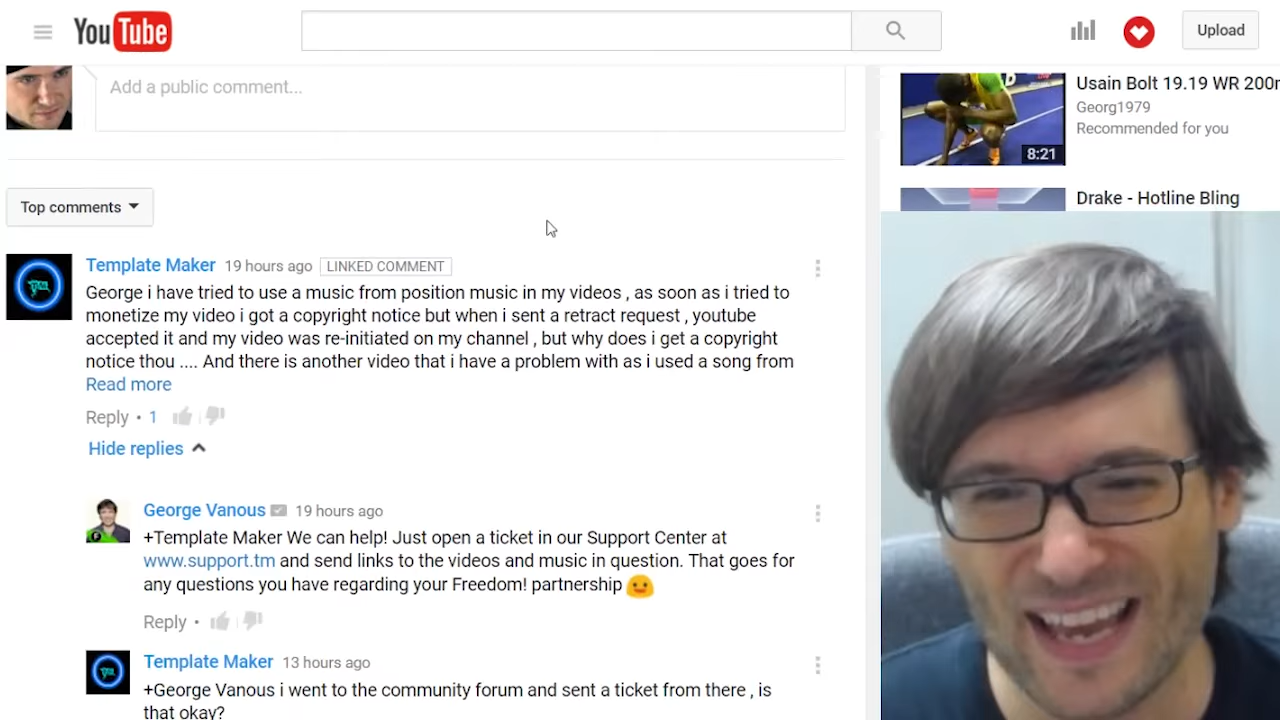 YouTube
Upload
Add a public comment...
Usain Bolt 19.19 WR 200
Georg1979
Recommended for you
8:21
Drake - Hotline Bling
Top comments
Template Maker 19 hours ago LINKED COMMENT
George i have tried to use a music from position music in my videos , as soon as i tried to
monetize my video i got a copyright notice but when i sent a retract request , youtube
accepted it and my video was re-initiated on my channel , but why does i get a copyright
notice thou .... And there is another video that i have a problem with as i used a song from
Read more
Reply • 1
Hide replies
George Vanous 19 hours ago
+Template Maker We can help! Just open a ticket in our Support Center at
www.support.tm and send links to the videos and music in question. That goes for
any questions you have regarding your Freedom! partnership
Reply •
Template Maker 13 hours ago
+George Vanous i went to the community forum and sent a ticket from there , is
that okay?